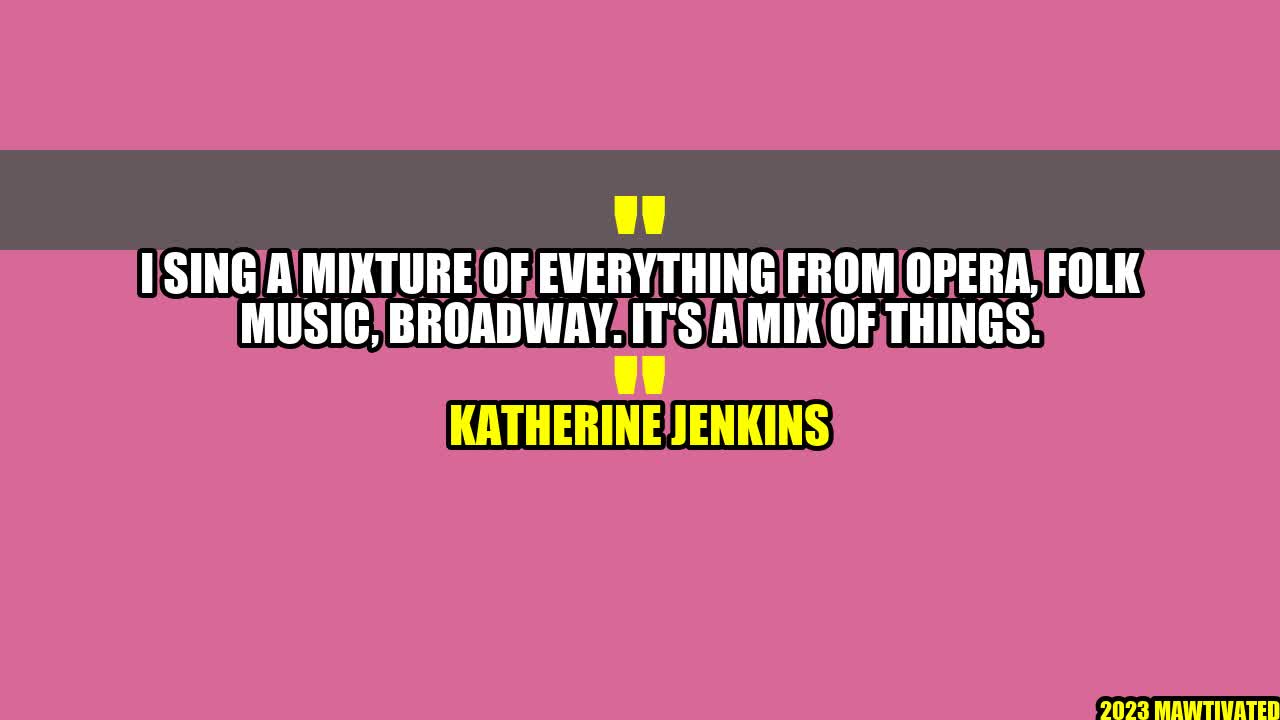 "
I SING A MIXTURE OF EVERYTHING FROM OPERA, FOLK
MUSIC, BROADWAY. IT'S A MIX OF THINGS.
"
KATHERINE JENKINS
2023 MAWTIVATED